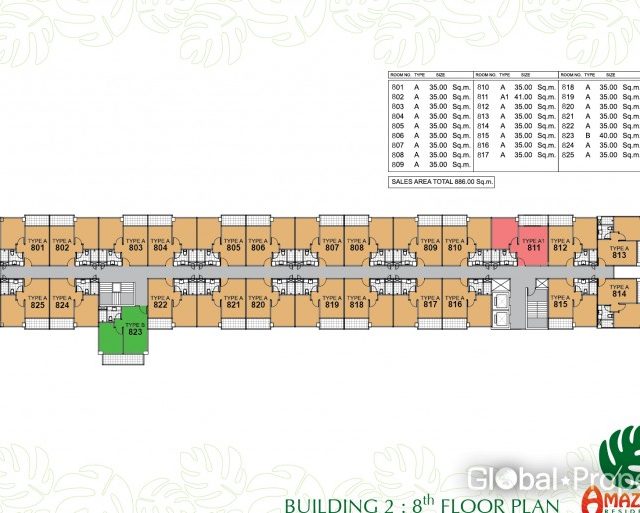 ROOM NO. TYPE SIZE ROOM NO. TYPE SIZE ROOM NO. TYPE SIZE
801 A 35.00 Sq.m. 810 A 35.00 Sq.m. 818 A 35.00 Sq.m.
802 A 35.00 Sq.m. 811 A1 41.00 Sq.m. 819 A 35.00 Sq.m.
803 A 35.00 Sq.m. 812 A 35.00 Sq.m. 820 A 35.00 Sq.m.
804 A 35.00 Sq.m. 813 A 35.00 Sq.m. 821 A 35.00 Sq.m.
805 A 35.00 Sq.m. 814 A 35.00 Sq.m. 822 A 35.00 Sq.m.
806 A 35.00 Sq.m. 815 A 35.00 Sq.m. 823 B 40.00 Sq.m.
807 A 35.00 Sq.m. 816 A 35.00 Sq.m. 824 A 35.00 Sq.m.
808 A 35.00 Sq.m. 817 A 35.00 Sq.m. 825 A 35.00 Sq.m.
809 A 35.00 Sq.m.
SALES AREA TOTAL 886.00 Sq.m.
TYPE A TYPE A TYPE A TYPE A TYPE A TYPE A TYPE A TYPE A TYPE A TYPE A TYPE A1 TYPE A TYPE A
801 802 803 804 805 806 807 808 809 810 811 812 813
TYPE A TYPE A TYPE A TYPE A TYPE A TYPE A TYPE A TYPE A TYPE A TYPE A TYPE A
825 824 822 821 820 819 818 817 816 815 814
TYPE B
823
Global Prope
BUILDING 2 : 8th FLOOR PLAN
AMAZ
RESIDE